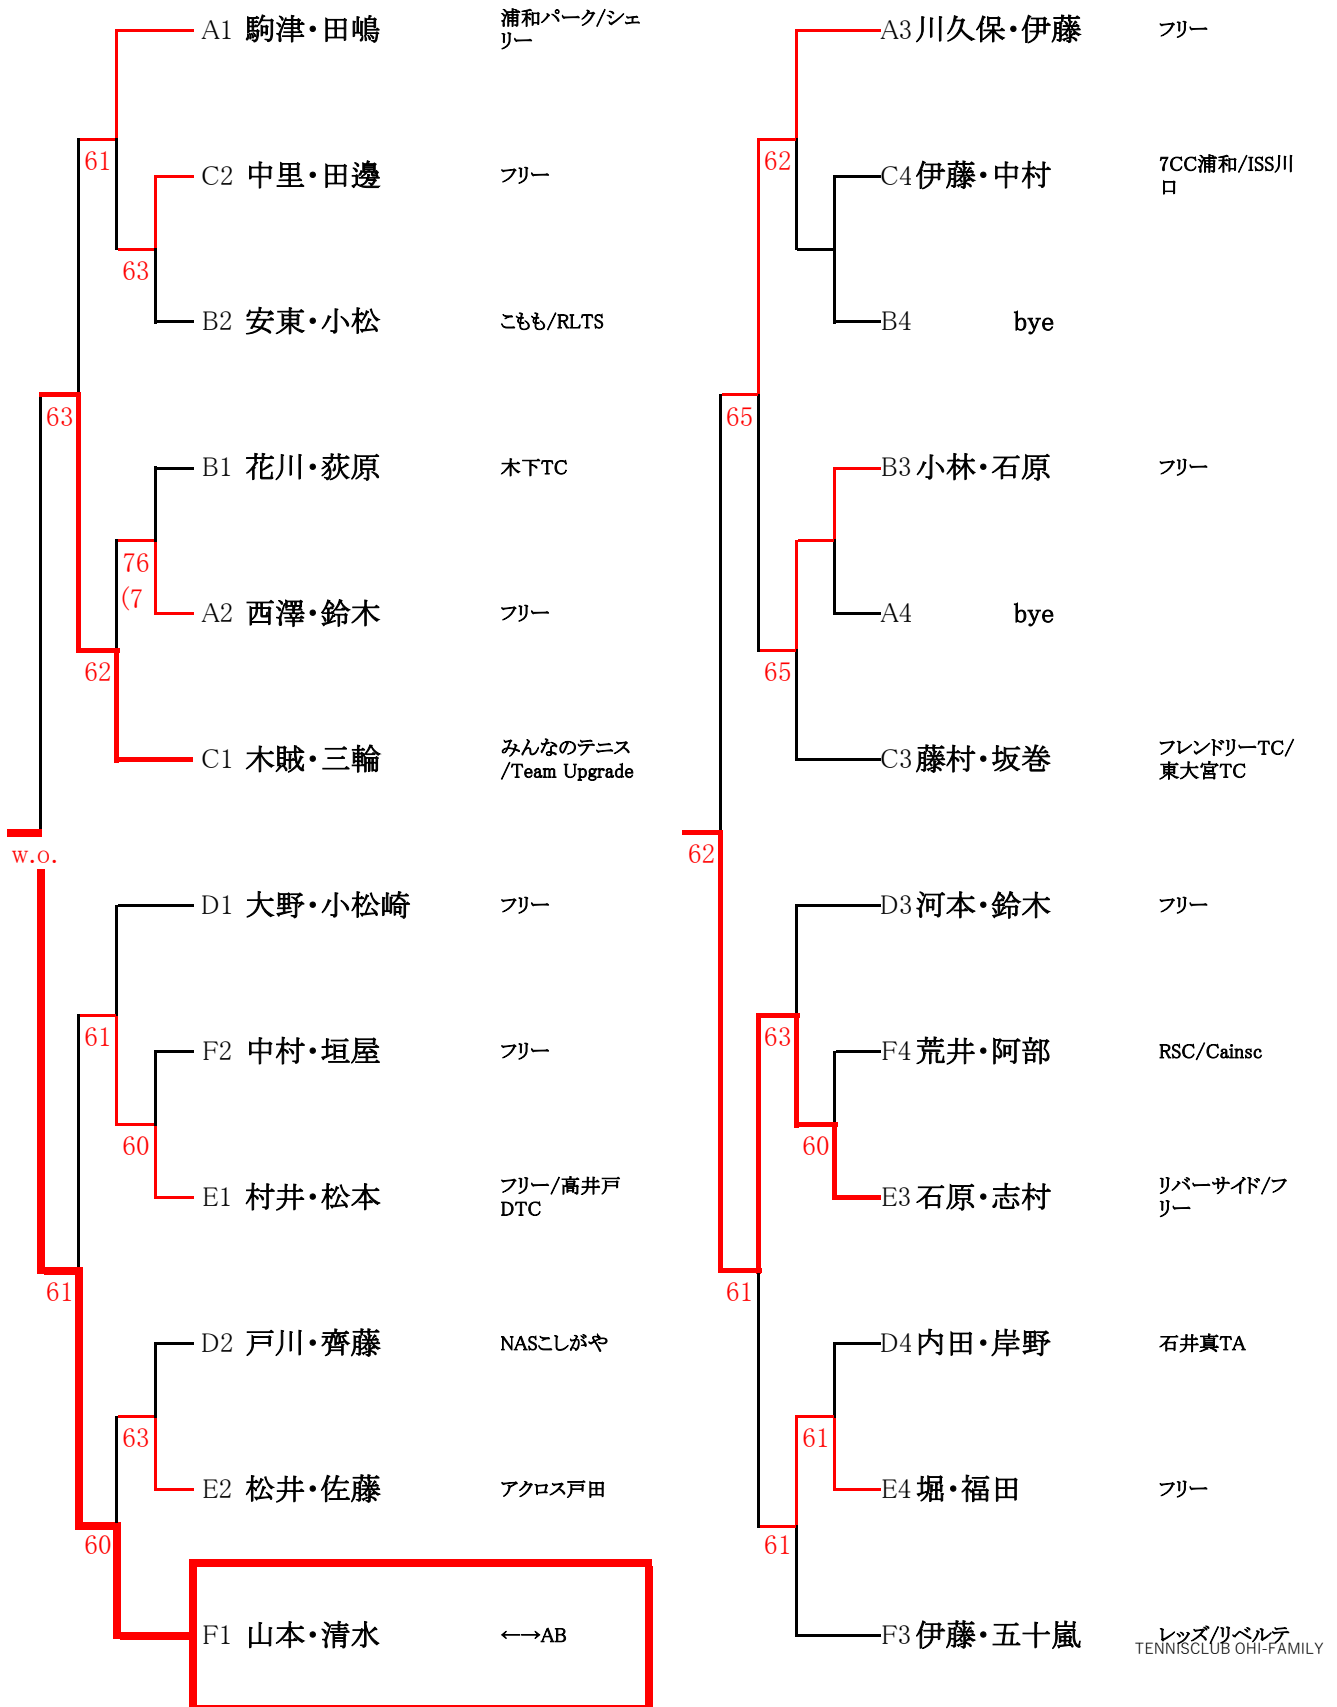 A1 駒津・田嶋 浦和パーク/シェ
リー
61
C2 中里・田邊 フリー
63
B2 安東・小松 こもも/RLTS
63
B1 花川・荻原 木下TC
76
(7
A2 西澤・鈴木 フリー
62
C1 木賊・三輪 みんなのテニス
/Team Upgrade
w.o.
D1 大野・小松崎 フリー
61
F2 中村・垣屋 フリー
60
E1 村井・松本 フリー/高井戸
DTC
61
D2 戸川・齊藤 NASこしがや
63
E2 松井・佐藤 アクロス戸田
60
F1 山本・清水 ←→AB
A3 川久保・伊藤 フリー
62
C4 伊藤・中村 7CC浦和/ISS川
口
B4 bye
65
B3 小林・石原 フリー
A4 bye
65
C3 藤村・坂巻 フレンドリーTC/
東大宮TC
62
D3 河本・鈴木 フリー
63
F4 荒井・阿部 RSC/Cainsc
60
E3 石原・志村 リバーサイド/フ
リー
61
D4 内田・岸野 石井真TA
61
E4 堀・福田 フリー
61
F3 伊藤・五十嵐 レッズ/リベルテ
TENNISCLUB OHI-FAMILY